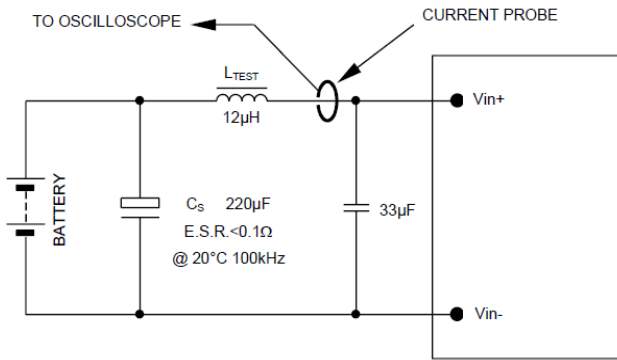 TO OSCILLOSCOPE
CURRENT PROBE
LTEST
12µH
Vin+
BATTERY
CS 220µF
E.S.R.<0.1Ω
@ 20°C 100kHz
33µF
Vin-